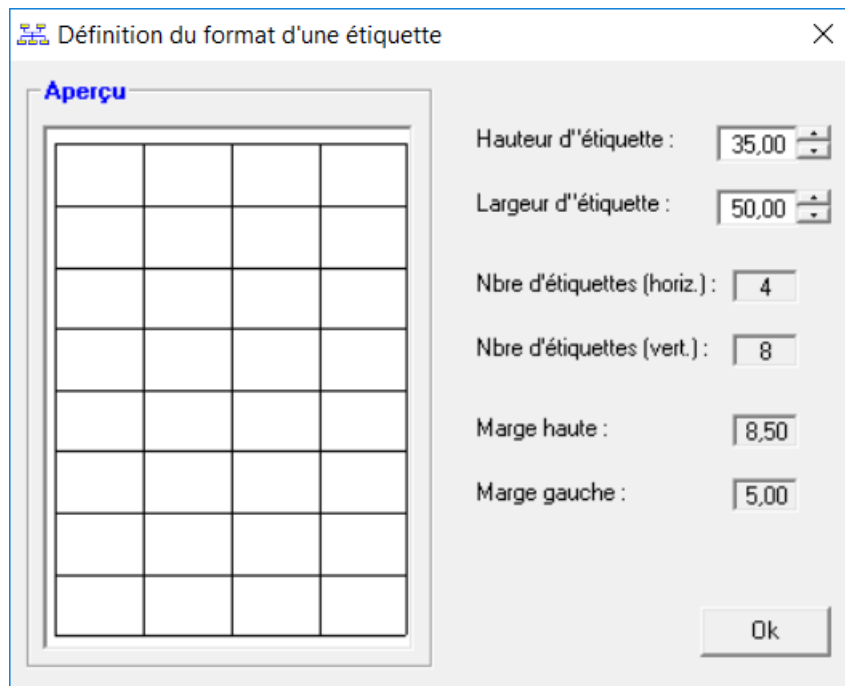 Définition du format d'une étiquette
Aperçu
Hauteur d''étiquette : 35,00
Largeur d''étiquette : 50,00
Nbre d'étiquettes (horiz.) : 4
Nbre d'étiquettes (vert.) : 8
Marge haute : 8,50
Marge gauche : 5,00
Ok